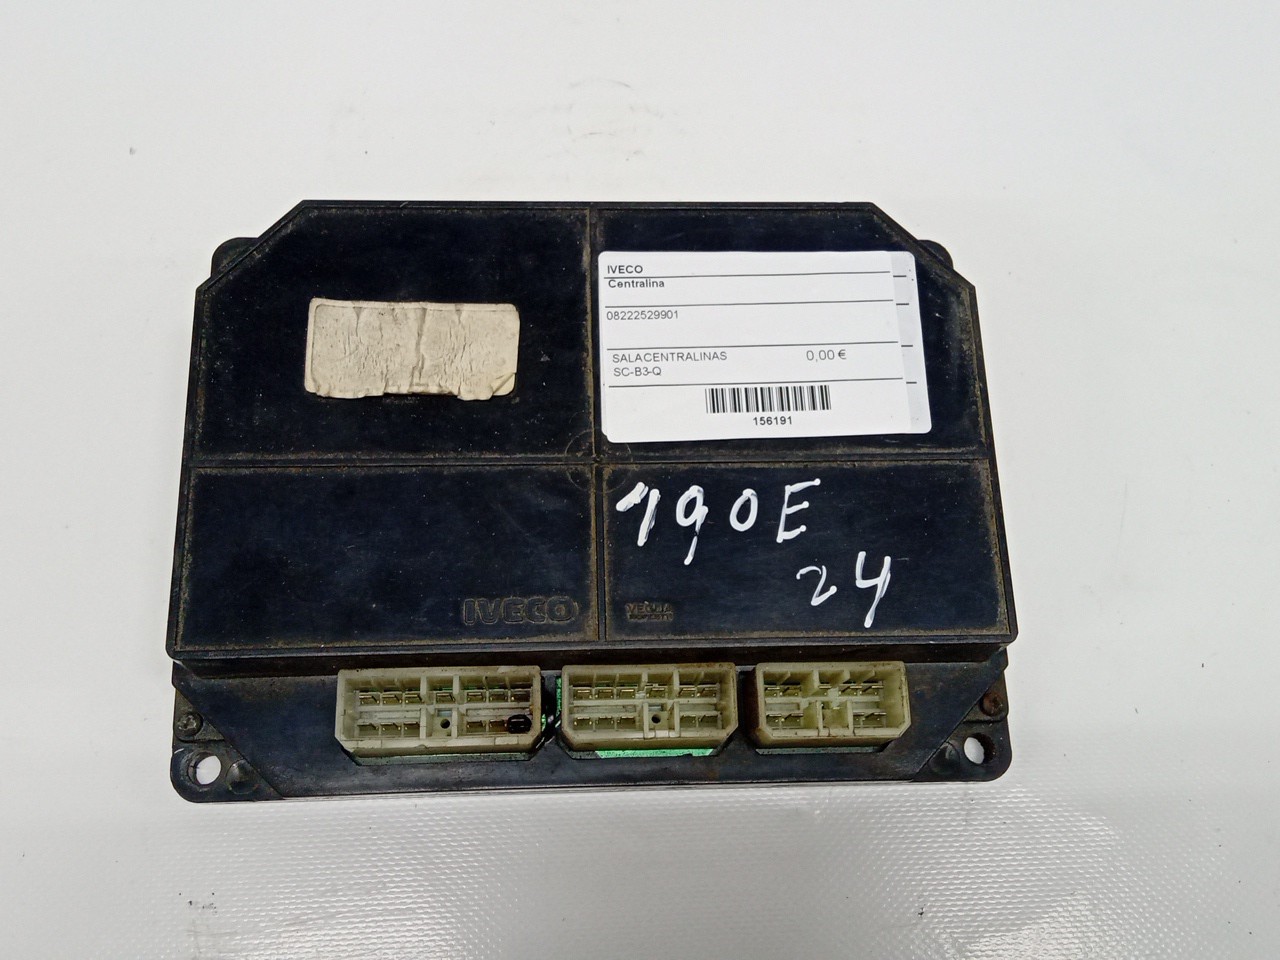 IVECO
Centralina
08222529901
SALACENTRALINAS 0,00 €
SC-B3-Q
156191
190E
24
IVECO